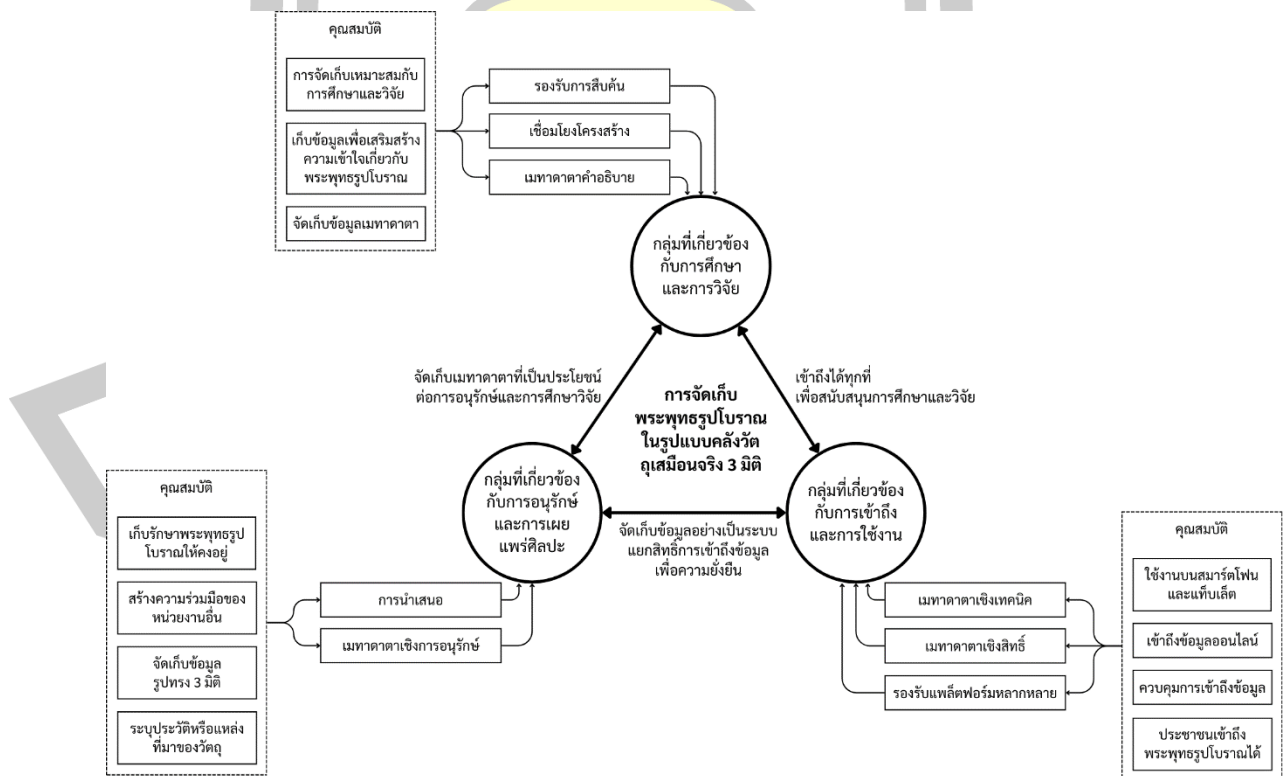 คุณสมบัติ
การจัดเก็บเหมาะสมกับ
การศึกษาและวิจัย
เก็บข้อมูลเพื่อเสริมสร้าง
ความเข้าใจเกี่ยวกับ
พระพุทธรูปโบราณ
จัดเก็บข้อมูลเมทาดาตา
รองรับการสืบค้น
เชื่อมโยงโครงสร้าง
เมทาดาตาคำอธิบาย
กลุ่มที่เกี่ยวข้อง
กับการศึกษา
และการวิจัย
จัดเก็บเมทาดาตาที่เป็นประโยชน์
ต่อการอนุรักษ์และการศึกษาวิจัย
การจัดเก็บ
พระพุทธรูปโบราณ
ในรูปแบบคลังวัต
ถุเสมือนจริง 3 มิติ
เข้าถึงได้ทุกที่
เพื่อสนับสนุนการศึกษาและวิจัย
กลุ่มที่เกี่ยวข้อง
กับการอนุรักษ์
และการเผย
แพร่ศิลปะ
จัดเก็บข้อมูลอย่างเป็นระบบ
แยกสิทธิ์การเข้าถึงข้อมูล
เพื่อความยั่งยืน
กลุ่มที่เกี่ยวข้อง
กับการเข้าถึง
และการใช้งาน
คุณสมบัติ
เก็บรักษาพระพุทธรูป
โบราณให้คงอยู่
สร้างความร่วมมือของ
หน่วยงานอื่น
จัดเก็บข้อมูล
รูปทรง 3 มิติ
ระบุประวัติหรือแหล่ง
ที่มาของวัตถุ
การนำเสนอ
เมทาดาตาเชิงการอนุรักษ์
เมทาดาตาเชิงเทคนิค
เมทาดาตาเชิงสิทธิ์
รองรับแพล็ตฟอร์มหลากหลาย
คุณสมบัติ
ใช้งานบนสมาร์ตโฟน
และแท็บเล็ต
เข้าถึงข้อมูลออนไลน์
ควบคุมการเข้าถึงข้อมูล
ประชาชนเข้าถึง
พระพุทธรูปโบราณได้